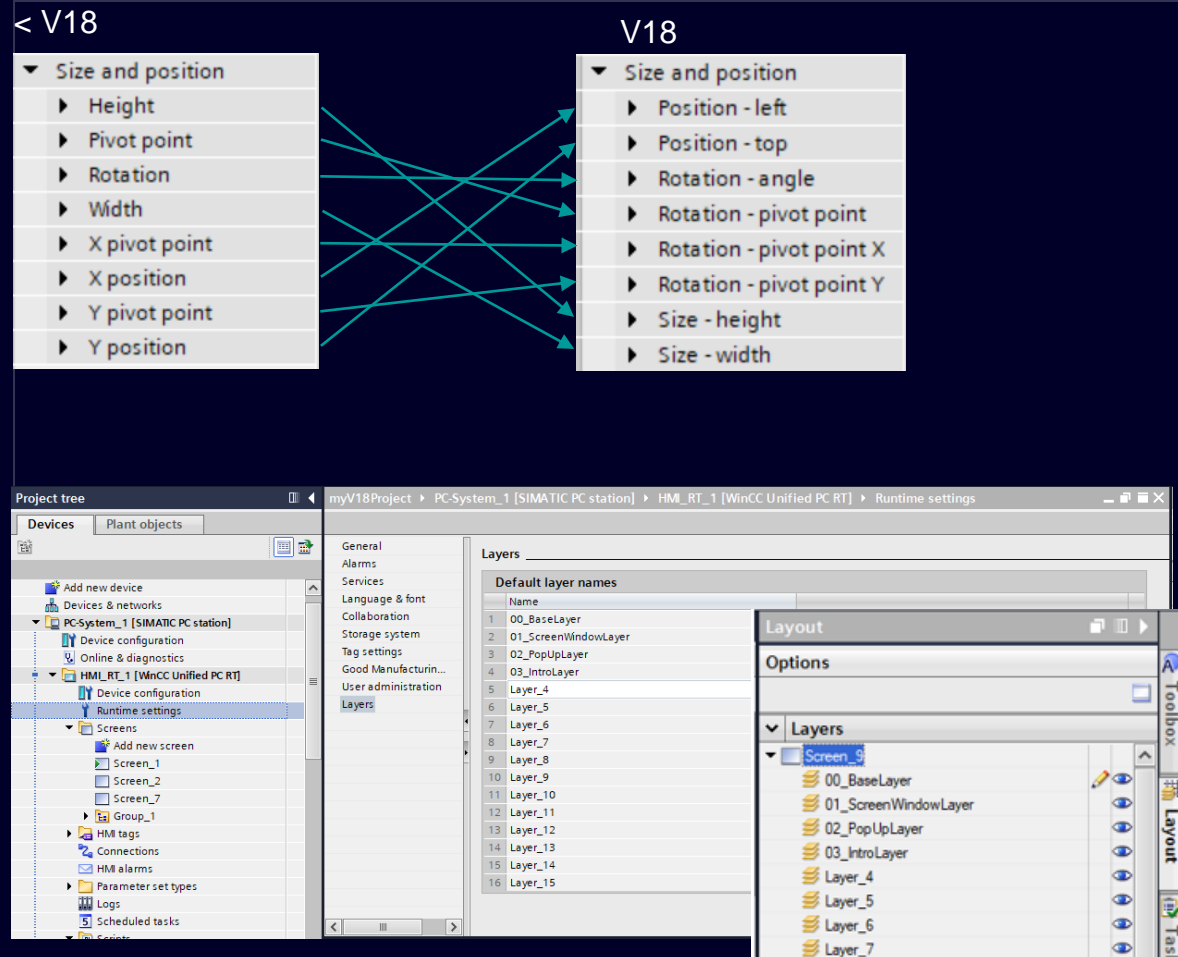 < V18
Size and position
Height
Pivot point
Rotation
Width
X pivot point
X position
Y pivot point
Y position
V18
Size and position
Position - left
Position - top
Rotation - angle
Rotation - pivot point
Rotation - pivot point X
Rotation - pivot point Y
Size - height
Size - width
Project tree
Devices
Plant objects
Add new device
Devices & networks
PC-System_1 [SIMATIC PC station]
Device configuration
Online & diagnostics
HMI_RT_1 [WinCC Unified PC RT]
Device configuration
Runtime settings
Screens
Add new screen
Screen_1
Screen_2
Screen_7
Group_1
HMI tags
Connections
HMI alarms
Parameter set types
Logs
Scheduled tasks
Scripts
myV18Project PC-System_1 [SIMATIC PC station] HMI_RT_1 [WinCC Unified PC RT] Runtime settings
General
Alarms
Services
Language & font
Collaboration
Storage system
Tag settings
Good Manufacturin...
User administration
Layers
Layers
Default layer names
Name
1 00_BaseLayer
2 01_ScreenWindowLayer
3 02_PopUpLayer
4 03_IntroLayer
5 Layer_4
6 Layer_5
7 Layer_6
8 Layer_7
9 Layer_8
10 Layer_9
11 Layer_10
12 Layer_11
13 Layer_12
14 Layer_13
15 Layer_14
16 Layer_15
Layout
Options
Layers
Screen_9
00_BaseLayer
01_ScreenWindowLayer
02_PopUpLayer
03_IntroLayer
Layer_4
Layer_5
Layer_6
Layer_7
Toolbox
Layout